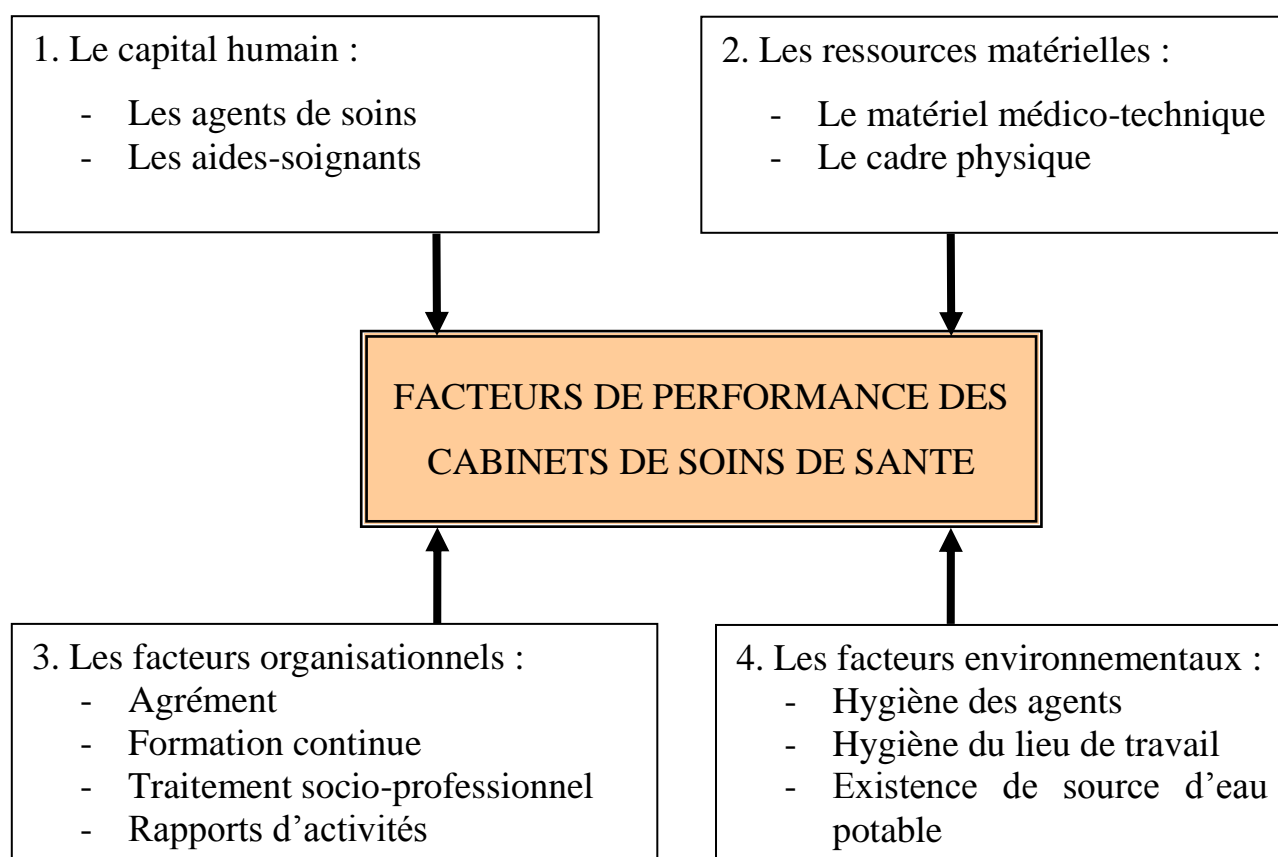 1. Le capital humain :
- Les agents de soins
- Les aides-soignants
2. Les ressources matérielles :
- Le matériel médico-technique
- Le cadre physique
FACTEURS DE PERFORMANCE DES
CABINETS DE SOINS DE SANTE
3. Les facteurs organisationnels :
- Agrément
- Formation continue
- Traitement socio-professionnel
- Rapports d’activités
4. Les facteurs environnementaux :
- Hygiène des agents
- Hygiène du lieu de travail
- Existence de source d’eau
potable